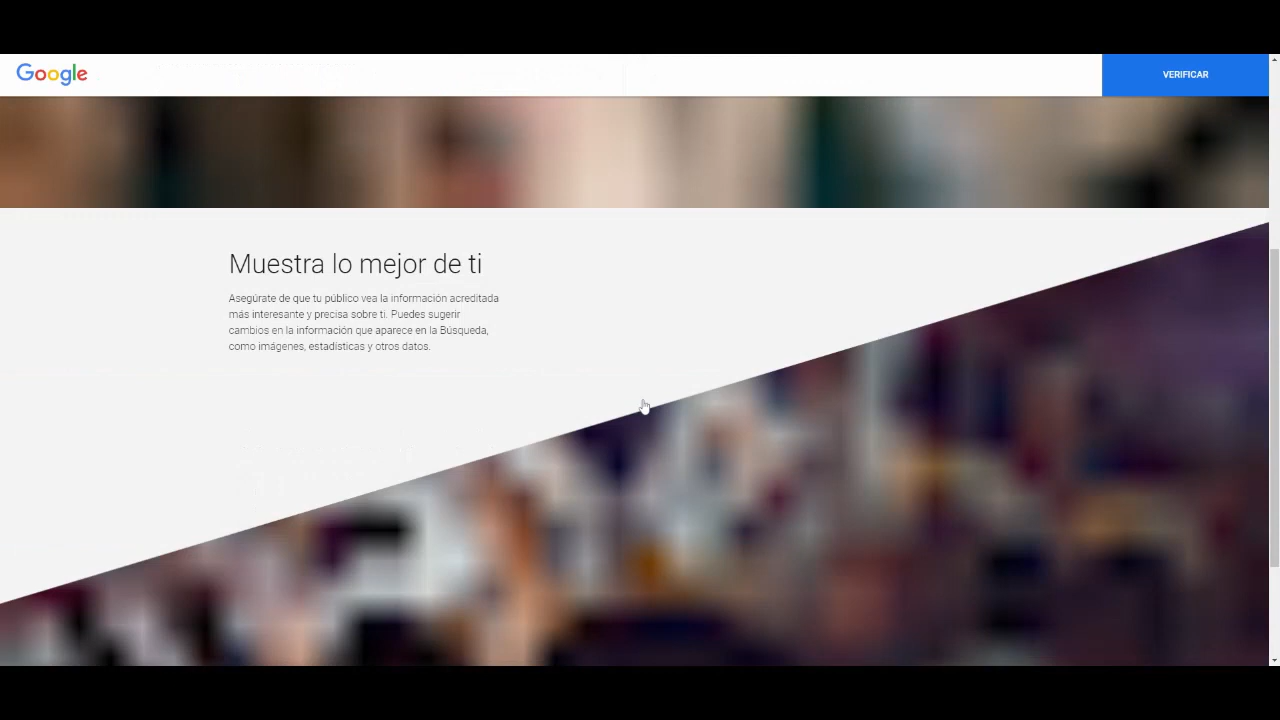 Google
VERIFICAR
Muestra lo mejor de ti
Asegúrate de que tu público vea la información acreditada
más interesante y precisa sobre ti. Puedes sugerir
cambios en la información que aparece en la Búsqueda,
como imágenes, estadísticas y otros datos.